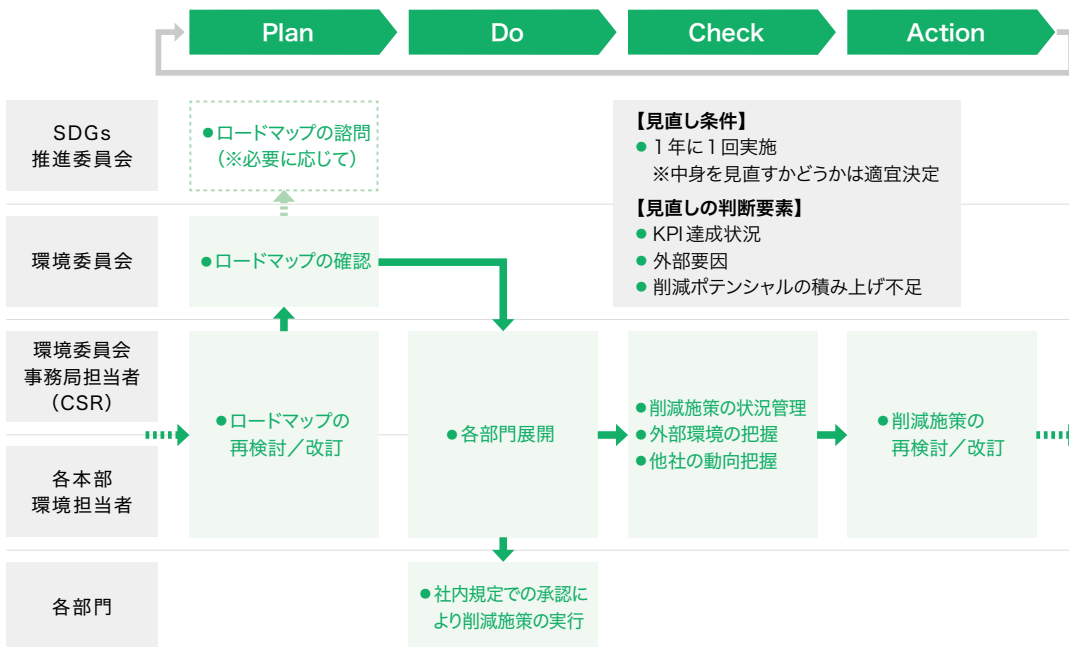 Plan
Do
Check
Action
SDGs
推進委員会
●ロードマップの諮問
（※必要に応じて）
【見直し条件】
● 1年に1回実施
※中身を見直すかどうかは適宜決定
【見直しの判断要素】
● KPI達成状況
● 外部要因
● 削減ポテンシャルの積み上げ不足
環境委員会
●ロードマップの確認
環境委員会
事務局担当者
（CSR）
各本部
環境担当者
●ロードマップの
再検討／改訂
●各部門展開
●削減施策の状況管理
●外部環境の把握
●他社の動向把握
●削減施策の
再検討／改訂
各部門
●社内規定での承認に
より削減施策の実行